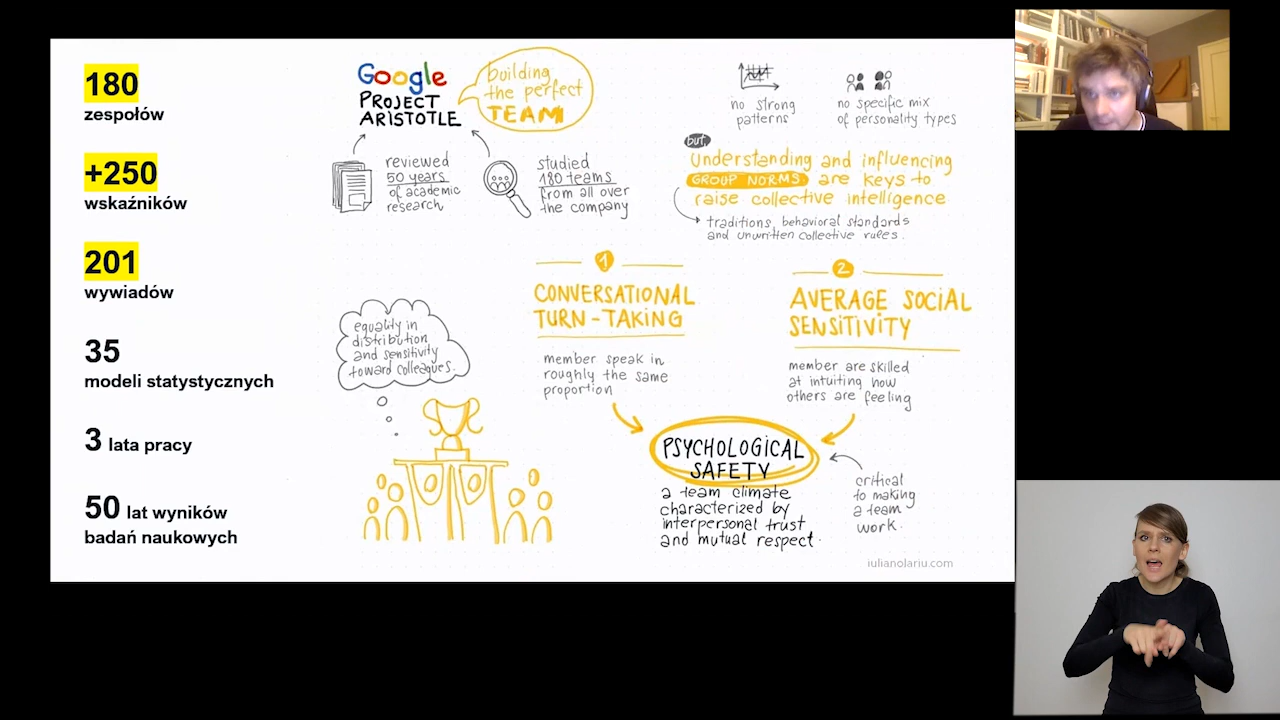 180
zespołów
+250
wskaźników
201
wywiadów
35
modeli statystycznych
3 lata pracy
50 lat wyników
badań naukowych
Google
PROJECT
ARISTOTLE
building
the perfect
TEAM
reviewed
50 years
of academic
research
studied
180 teams
from all over
the company
no strong
patterns
no specific mix
of personality types
but,
Understanding and influencing
GROUP NORMS are keys to
raise collective intelligence
traditions, behavioral standards
and unwritten collective rules.
equality in
distribution
and sensitivity
toward colleagues.
1
CONVERSATIONAL
TURN-TAKING
member speak in
roughly the same
proportion
2
AVERAGE SOCIAL
SENSITIVITY
member are skilled
at intuiting how
others are feeling
PSYCHOLOGICAL
SAFETY
a team climate
characterized by
interpersonal trust
and mutual respect.
critical
to making
a team
work.
iulianolariu.com